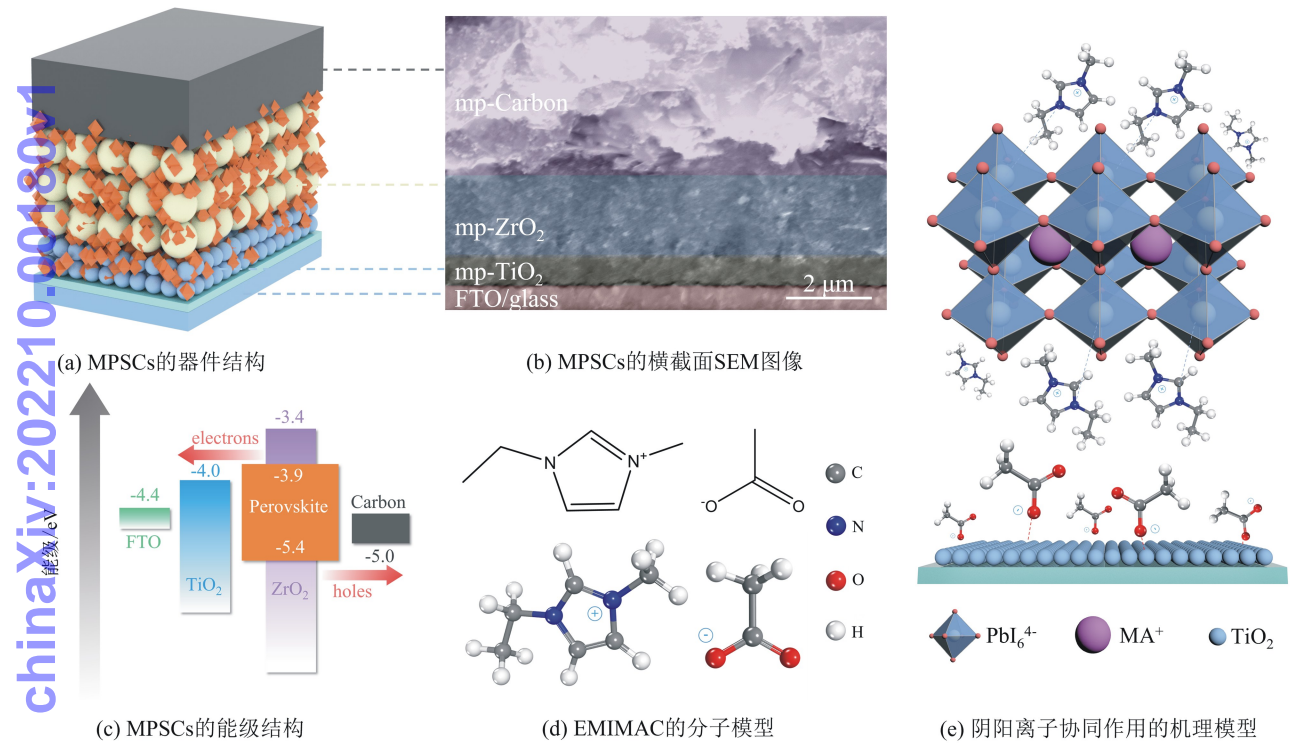 chinaXiv:202210.00180v1
mp-Carbon
mp-ZrO₂
mp-TiO₂
2 μm
FTO/glass
(a) MPSCs的器件结构
(b) MPSCs的横截面SEM图像
能级/eV
-3.4
electrons
-4.0
-3.9
-4.4
Perovskite
Carbon
FTO
-5.4
-5.0
TiO₂
ZrO₂
holes
(c) MPSCs的能级结构
N
N⁺
⁻O
O
C
N
O
H
+
-
(d) EMIMAC的分子模型
PbI₆⁴⁻
MA⁺
TiO₂
(e) 阴阳离子协同作用的机理模型